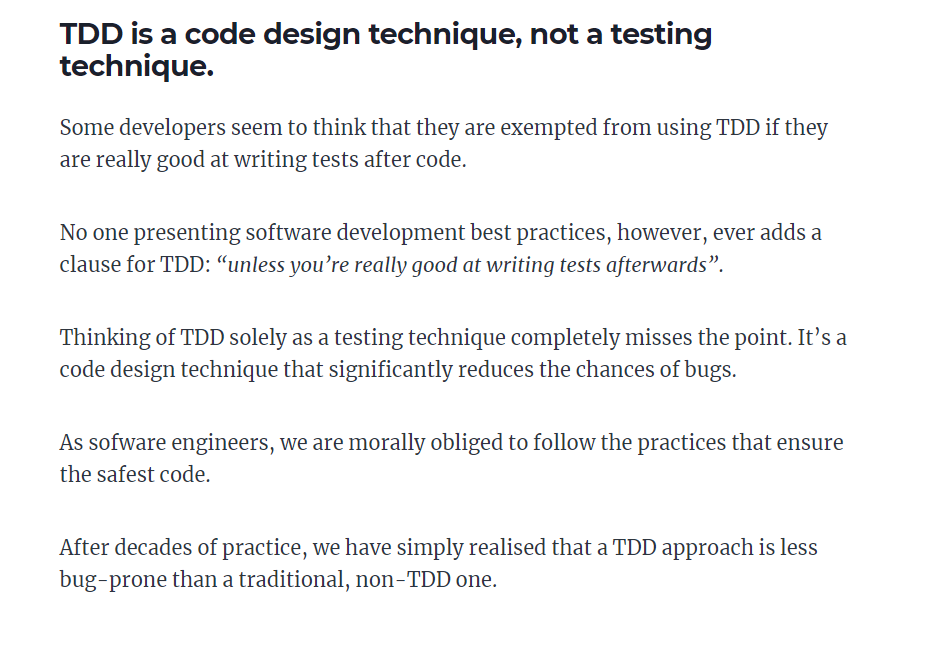 TDD is a code design technique, not a testing
technique.
Some developers seem to think that they are exempted from using TDD if they
are really good at writing tests after code.
No one presenting software development best practices, however, ever adds a
clause for TDD: “unless you’re really good at writing tests afterwards”.
Thinking of TDD solely as a testing technique completely misses the point. It’s a
code design technique that significantly reduces the chances of bugs.
As sofware engineers, we are morally obliged to follow the practices that ensure
the safest code.
After decades of practice, we have simply realised that a TDD approach is less
bug-prone than a traditional, non-TDD one.